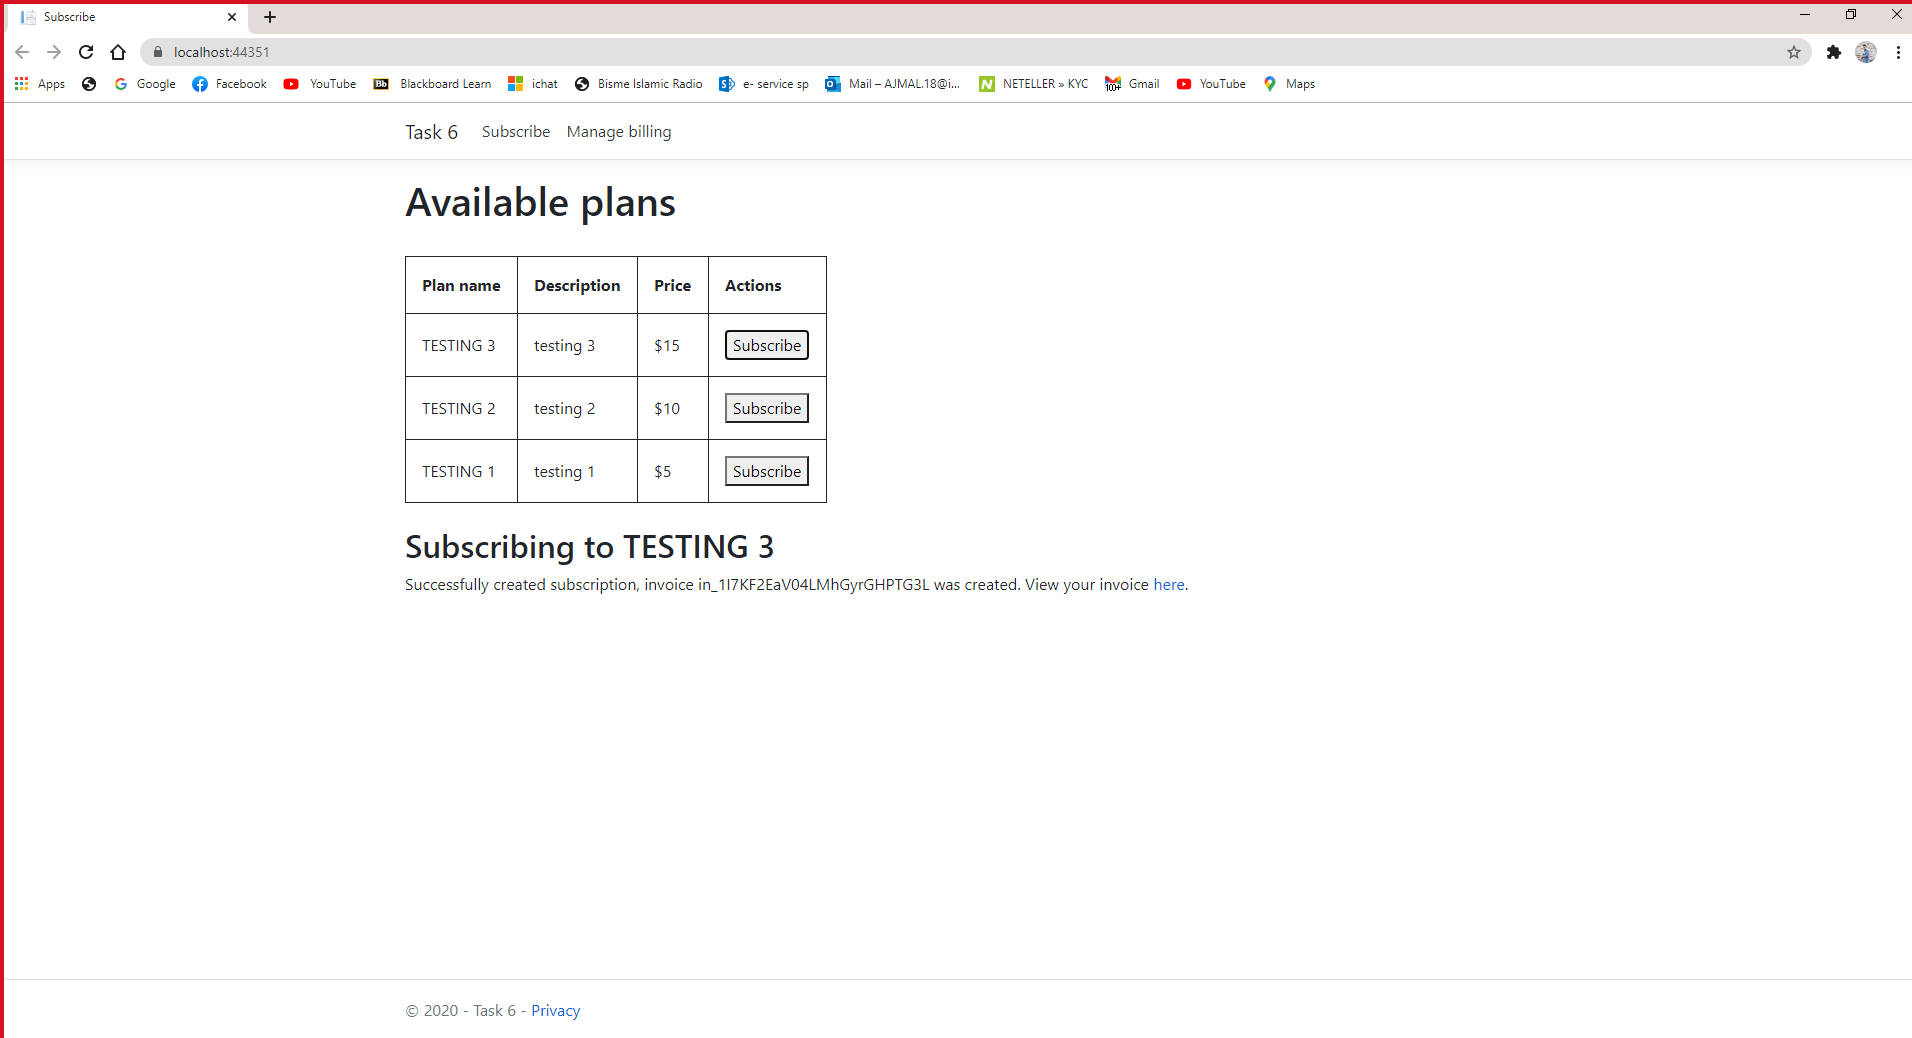 Subscribe
localhost:44351
Apps Google Facebook YouTube Bb Blackboard Learn ichat Bisme Islamic Radio e- service sp Mail – AJMAL.18@i... NETELLER » KYC 100+ Gmail YouTube Maps
Task 6 Subscribe Manage billing
Available plans
Plan name Description Price Actions
TESTING 3 testing 3 $15 Subscribe
TESTING 2 testing 2 $10 Subscribe
TESTING 1 testing 1 $5 Subscribe
Subscribing to TESTING 3
Successfully created subscription, invoice in_1I7KF2EaV04LMhGyrGHPTG3L was created. View your invoice here.
© 2020 - Task 6 - Privacy